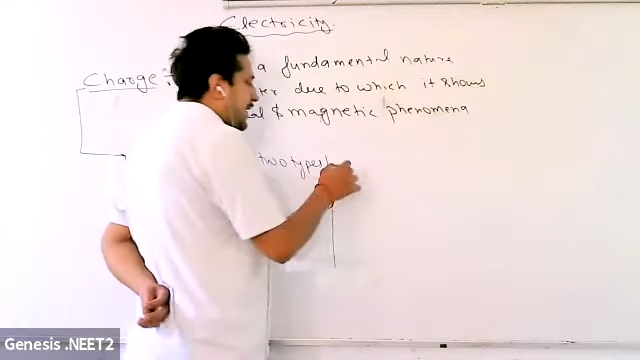 Electricity.
Charge :- a fundamental nature
due to which it shows
& magnetic phenomena
two types
Genesis .NEET2